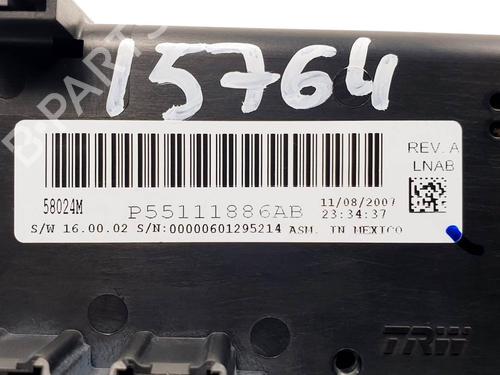 15764
REV.A
LNAB
58024M
P55111886AB
11/08/2007
23:34:37
S/W 16.00.02 S/N:00000601295214 ASM. IN MEXICO
TRW
B-PARTS